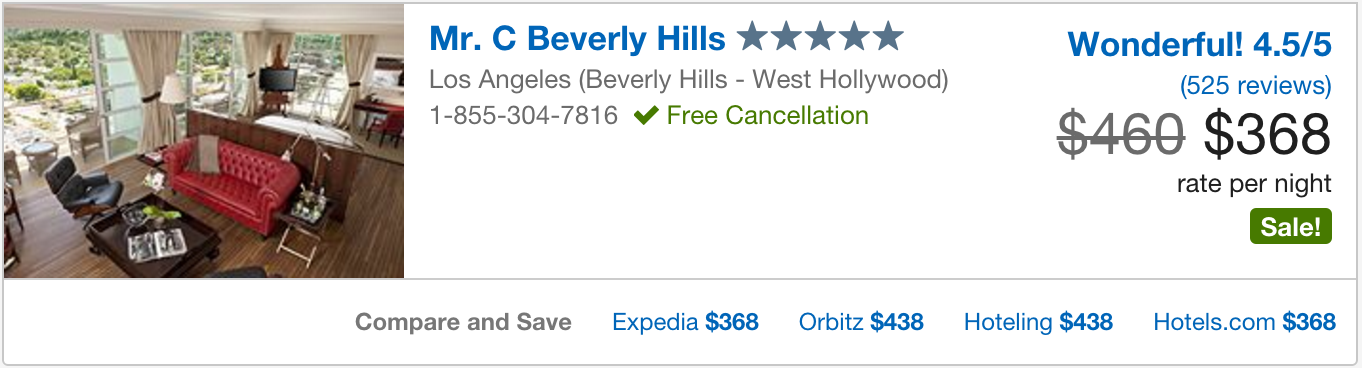 Mr. C Beverly Hills
Los Angeles (Beverly Hills - West Hollywood)
1-855-304-7816 Free Cancellation
Wonderful! 4.5/5
(525 reviews)
$460 $368
rate per night
Sale!
Compare and Save Expedia $368 Orbitz $438 Hoteling $438 Hotels.com $368